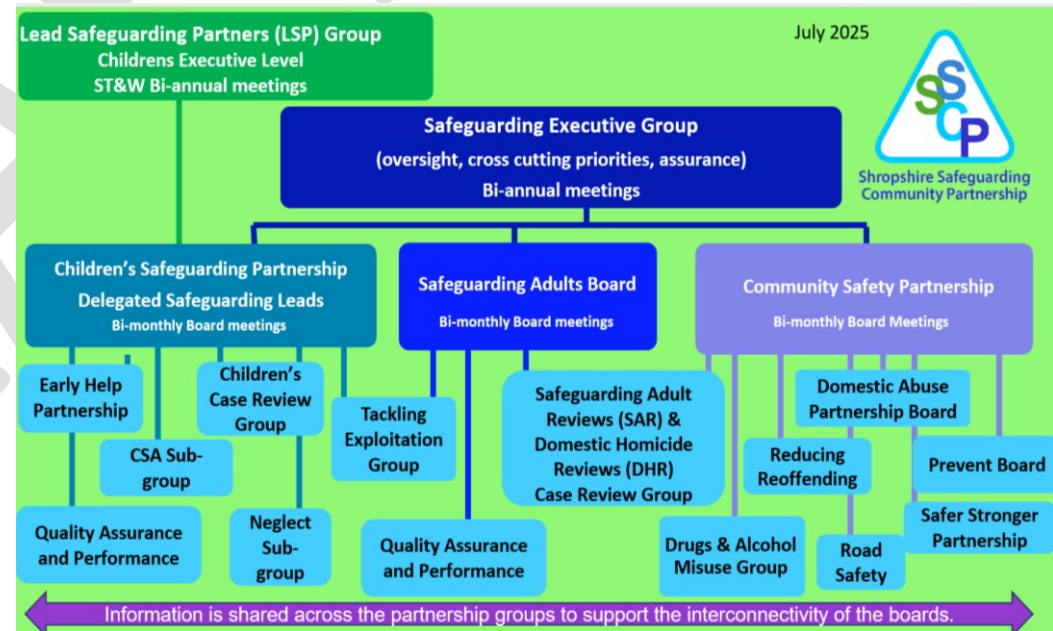 Lead Safeguarding Partners (LSP) Group
Childrens Executive Level
ST&W Bi-annual meetings
July 2025
SSCP
Shropshire Safeguarding
Community Partnership
Safeguarding Executive Group
(oversight, cross cutting priorities, assurance)
Bi-annual meetings
Children's Safeguarding Partnership
Delegated Safeguarding Leads
Bi-monthly Board meetings
Safeguarding Adults Board
Bi-monthly Board meetings
Community Safety Partnership
Bi-monthly Board Meetings
Early Help
Partnership
CSA Sub-
group
Children's
Case Review
Group
Tackling
Exploitation
Group
Safeguarding Adult
Reviews (SAR) &
Domestic Homicide
Reviews (DHR)
Case Review Group
Reducing
Reoffending
Domestic Abuse
Partnership Board
Prevent Board
Quality Assurance
and Performance
Neglect
Sub-
group
Quality Assurance
and Performance
Drugs & Alcohol
Misuse Group
Road
Safety
Safer Stronger
Partnership
Information is shared across the partnership groups to support the interconnectivity of the boards.